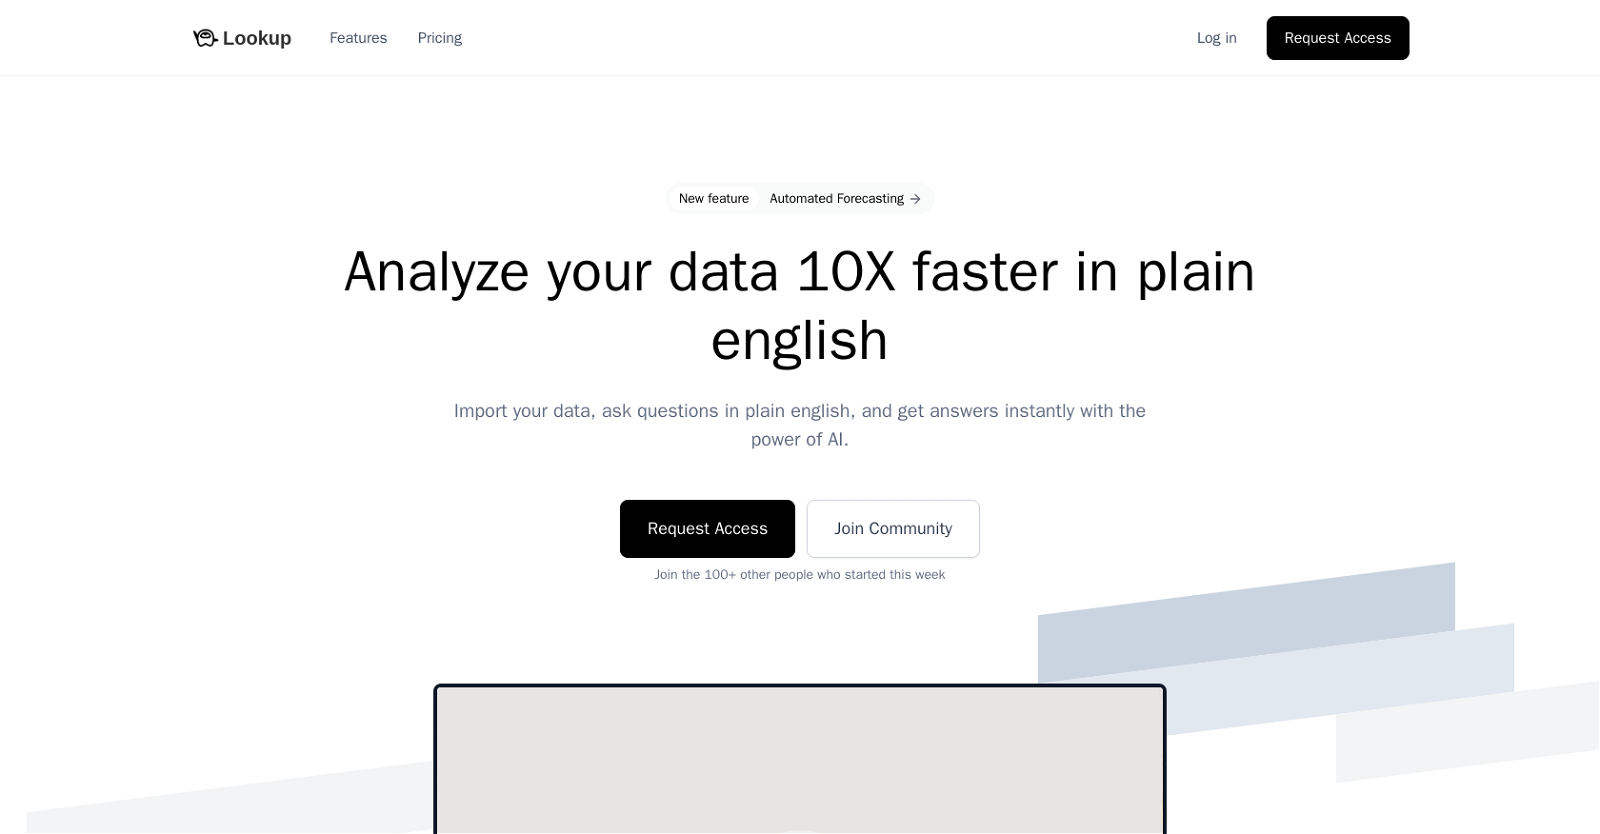 Lookup
Features
Pricing
Log in
Request Access
New feature
Automated Forecasting
Analyze your data 10X faster in plain
english
Import your data, ask questions in plain english, and get answers instantly with the
power of AI.
Request Access
Join Community
Join the 100+ other people who started this week